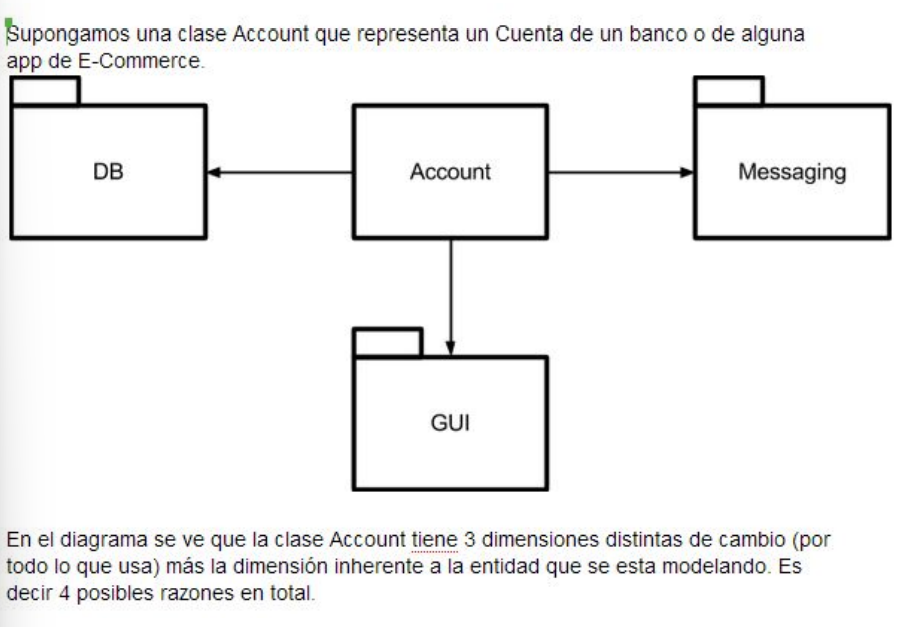 Supongamos una clase Account que representa un Cuenta de un banco o de alguna
app de E-Commerce.
DB
Account
Messaging
GUI
En el diagrama se ve que la clase Account tiene 3 dimensiones distintas de cambio (por
todo lo que usa) más la dimensión inherente a la entidad que se esta modelando. Es
decir 4 posibles razones en total.